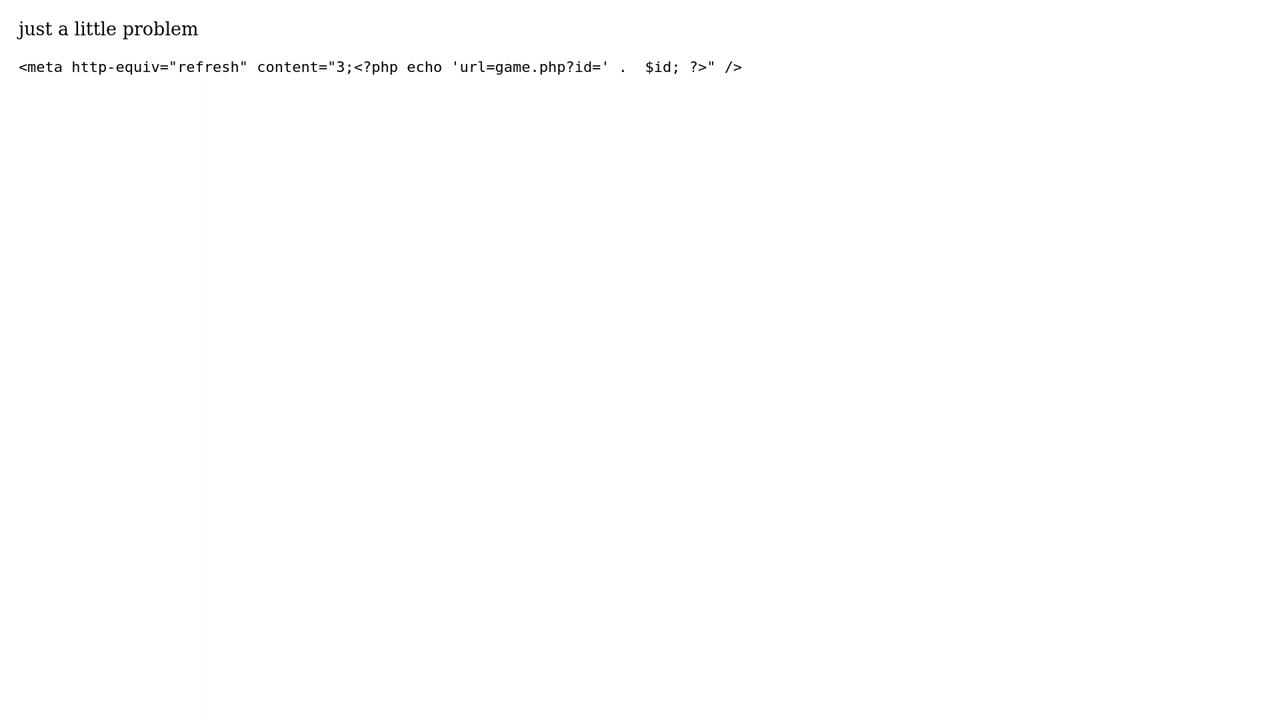 just a little problem
<meta http-equiv="refresh" content="3;<?php echo 'url=game.php?id=' .  $id; ?>" />